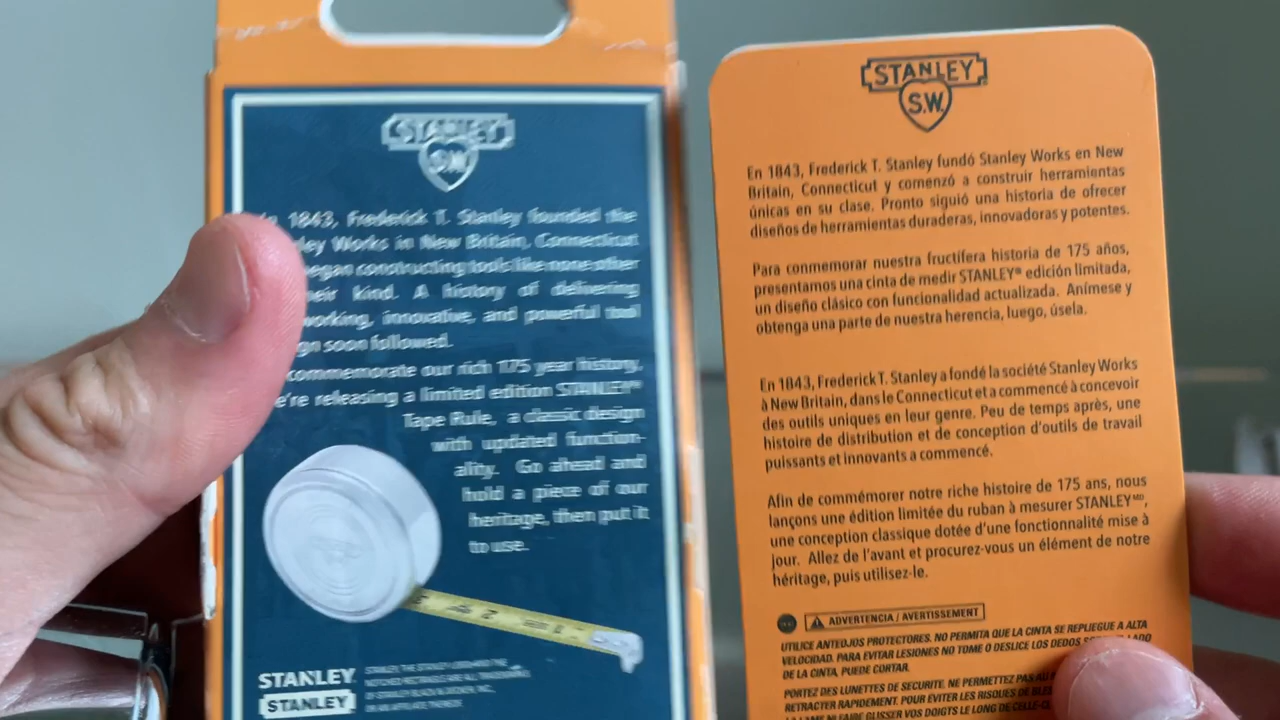 STANLEY
S.W.
1843, Frederick T. Stanley founded the
Works in New Britain, Connecticut
constructing tools like none other
kind. A history of delivering
innovative, and powerful tool
soon followed.
commemorate our rich 175 year history,
releasing a limited edition STANLEY®
Tape Rule, a classic design
with updated function-
ality. Go ahead and
hold a piece of our
heritage, then put it
to use.
STANLEY
STANLEY
STANLEY
S.W.
En 1843, Frederick T. Stanley fundó Stanley Works en New
Britain, Connecticut y comenzó a construir herramientas
únicas en su clase. Pronto siguió una historia de ofrecer
diseños de herramientas duraderas, innovadoras y potentes.
Para conmemorar nuestra fructífera historia de 175 años,
presentamos una cinta de medir STANLEY® edición limitada,
un diseño clásico con funcionalidad actualizada. Anímese y
obtenga una parte de nuestra herencia, luego, úsela.
En 1843, Frederick T. Stanley a fondé la société Stanley Works
à New Britain, dans le Connecticut et a commencé à concevoir
des outils uniques en leur genre. Peu de temps après, une
histoire de distribution et de conception d'outils de travail
puissants et innovants a commencé.
Afin de commémorer notre riche histoire de 175 ans, nous
lançons une édition limitée du ruban à mesurer STANLEYᴹᴰ,
une conception classique dotée d'une fonctionnalité mise à
jour. Allez de l'avant et procurez-vous un élément de notre
héritage, puis utilisez-le.
ADVERTENCIA / AVERTISSEMENT
UTILICE ANTEOJOS PROTECTORES. NO PERMITA QUE LA CINTA SE REPLIEGUE A ALTA
VELOCIDAD. PARA EVITAR LESIONES NO TOME O DESLICE LOS DEDOS LADO
DE LA CINTA, PUEDE CORTAR.
PORTEZ DES LUNETTES DE SECURITE. NE PERMETTEZ PAS
RETRACTER RAPIDEMENT. POUR ÉVITER LES RISQUES DE
LA LAME NI FAIRE GLISSER VOS DOIGTS LE LONG DE